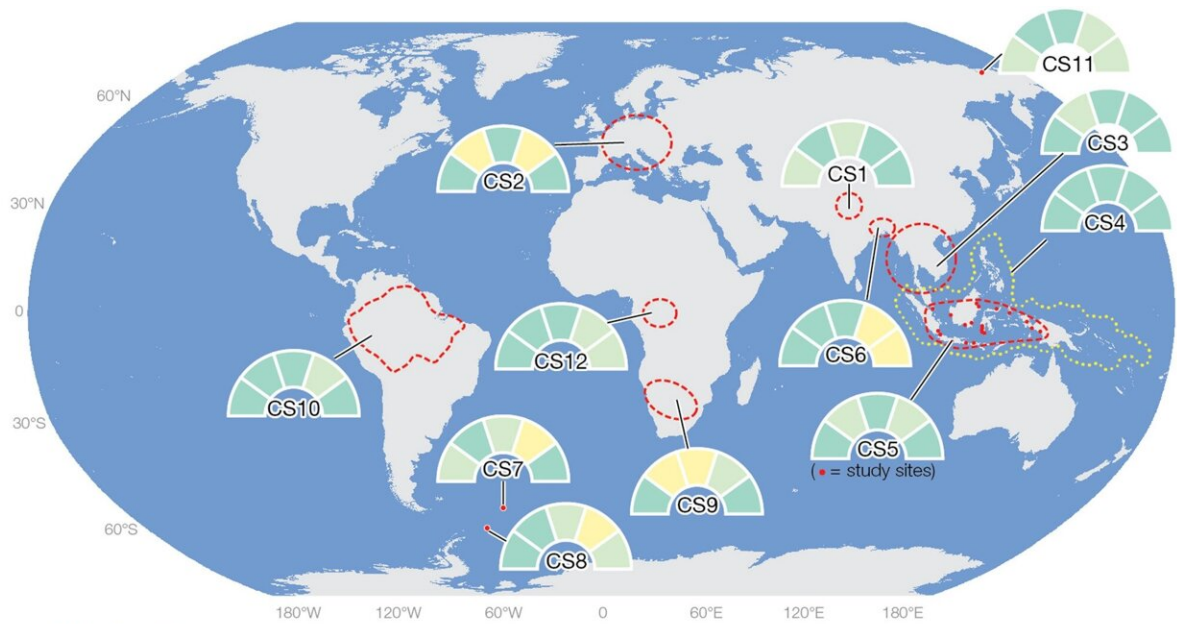 CS11
60°N
CS3
CS2
CS1
30°N
CS4
0
CS12
CS6
CS10
30°S
CS5
(● = study sites)
CS7
CS9
60°S
CS8
180°W 120°W 60°W 0 60°E 120°E 180°E